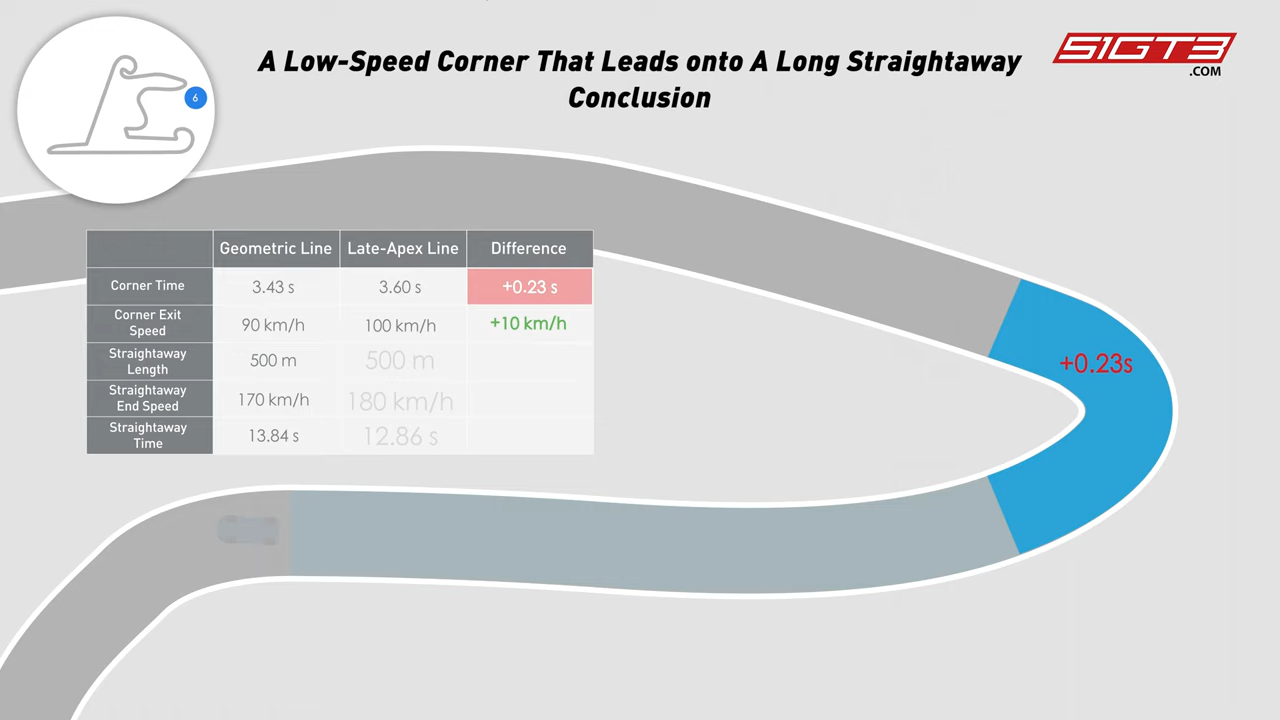 A Low-Speed Corner That Leads onto A Long Straightaway
Conclusion
51GT3
.COM
6
Geometric Line Late-Apex Line Difference
Corner Time 3.43 s 3.60 s +0.23 s
Corner Exit
Speed 90 km/h 100 km/h +10 km/h
Straightaway
Length 500 m 500 m
Straightaway
End Speed 170 km/h 180 km/h
Straightaway
Time 13.84 s 12.86 s
+0.23s